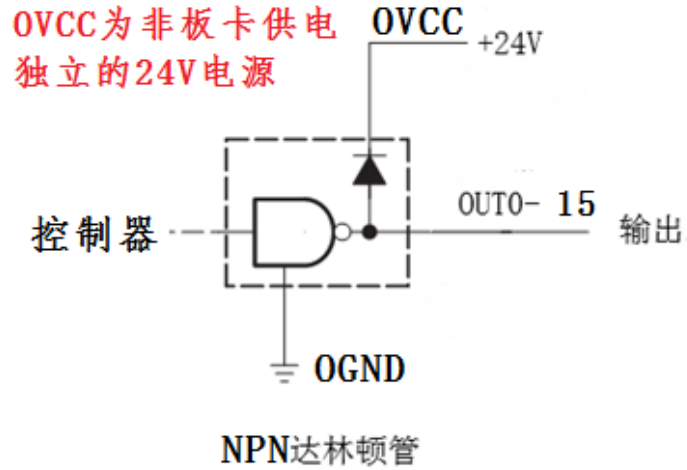 OVCC为非板卡供电
独立的24V电源
OVCC
+24V
OUT0- 15
控制器
输出
OGND
NPN达林顿管